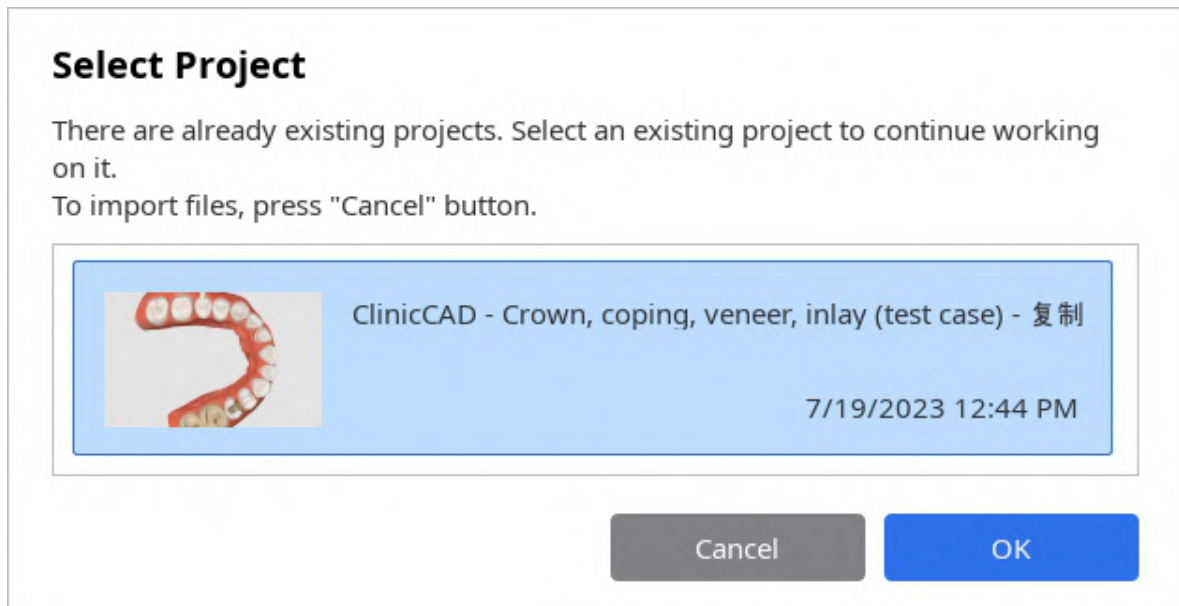 Select Project
There are already existing projects. Select an existing project to continue working
on it.
To import files, press "Cancel" button.
ClinicCAD - Crown, coping, veneer, inlay (test case) - 复制
7/19/2023 12:44 PM
Cancel
OK